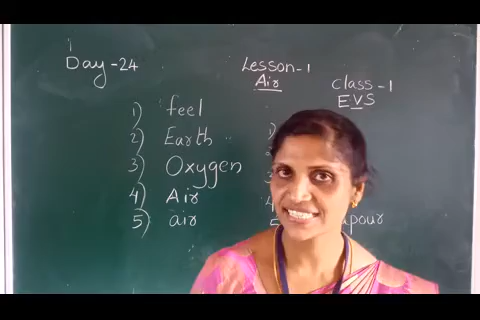 Day-24
Lesson-1
Air
Class-1
EVS
1) feel
2) Earth
3) Oxygen
4) Air
5) air
1)